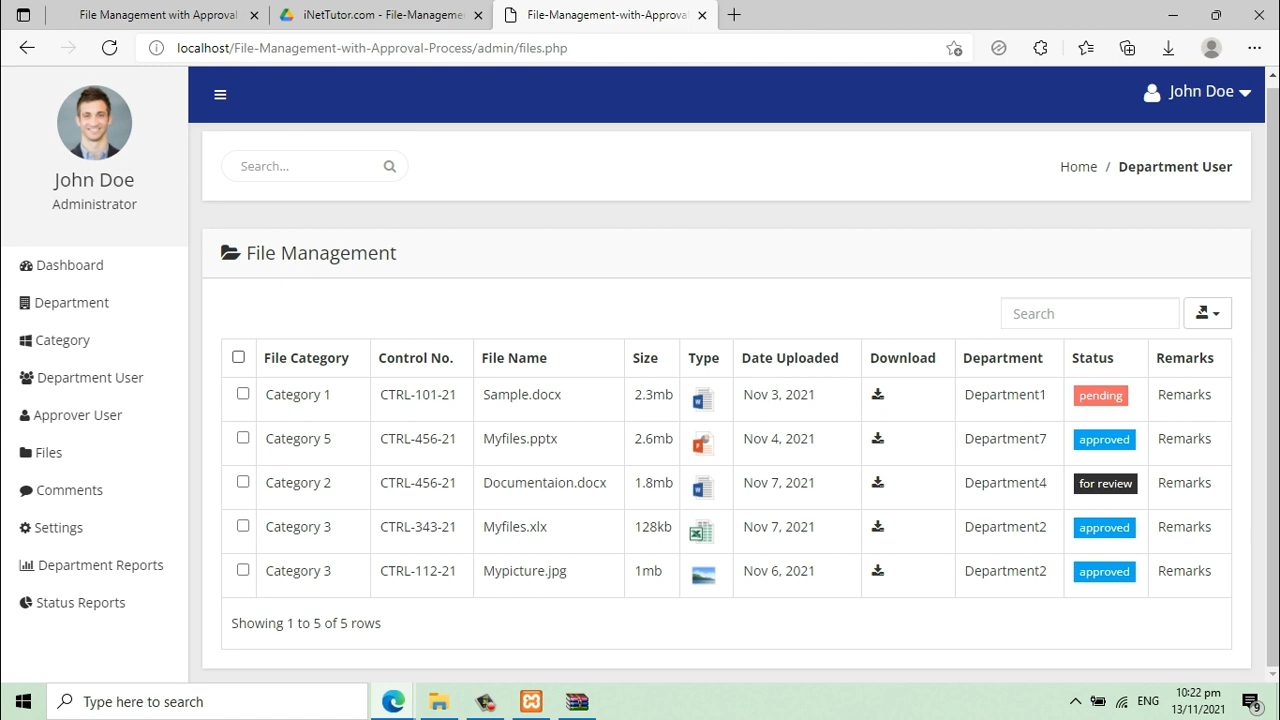 File Management with Approval
iNetTutor.com - File-Manageme
File-Management-with-Approva
localhost/File-Management-with-Approval-Process/admin/files.php
John Doe
John Doe
Administrator
Search...
Home / Department User
Dashboard
Department
Category
Department User
Approver User
Files
Comments
Settings
Department Reports
Status Reports
File Management
Search
File Category Control No. File Name Size Type Date Uploaded Download Department Status Remarks
Category 1 CTRL-101-21 Sample.docx 2.3mb Nov 3, 2021 Department1 pending Remarks
Category 5 CTRL-456-21 Myfiles.pptx 2.6mb Nov 4, 2021 Department7 approved Remarks
Category 2 CTRL-456-21 Documentaion.docx 1.8mb Nov 7, 2021 Department4 for review Remarks
Category 3 CTRL-343-21 Myfiles.xlx 128kb Nov 7, 2021 Department2 approved Remarks
Category 3 CTRL-112-21 Mypicture.jpg 1mb Nov 6, 2021 Department2 approved Remarks
Showing 1 to 5 of 5 rows
Type here to search
ENG
10:22 pm
13/11/2021
9